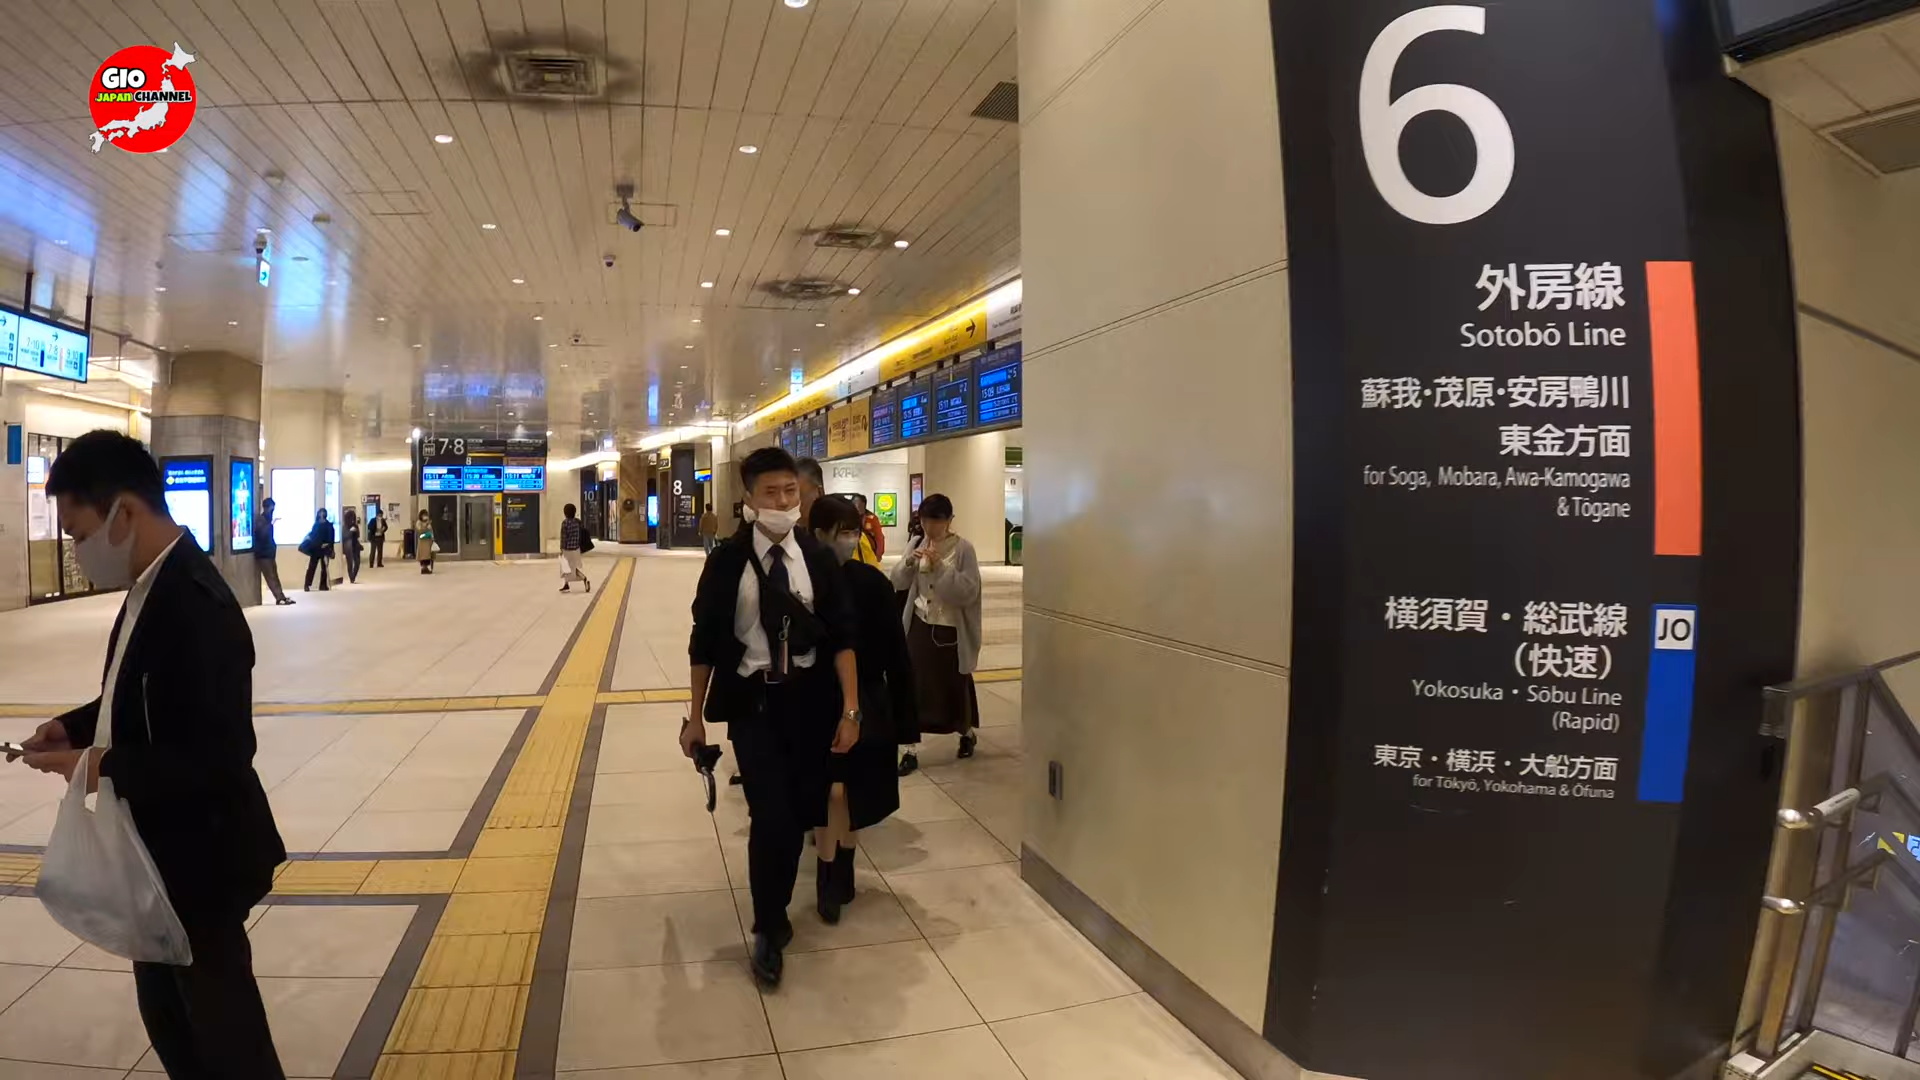 GIO
JAPAN CHANNEL
7·8
7
8
10
8
6
外房線
Sotobō Line
蘇我・茂原・安房鴨川
東金方面
for Soga, Mobara, Awa-Kamogawa
& Tōgane
横須賀・総武線
(快速)
JO
Yokosuka・Sōbu Line
(Rapid)
東京・横浜・大船方面
for Tōkyō, Yokohama & Ōfuna